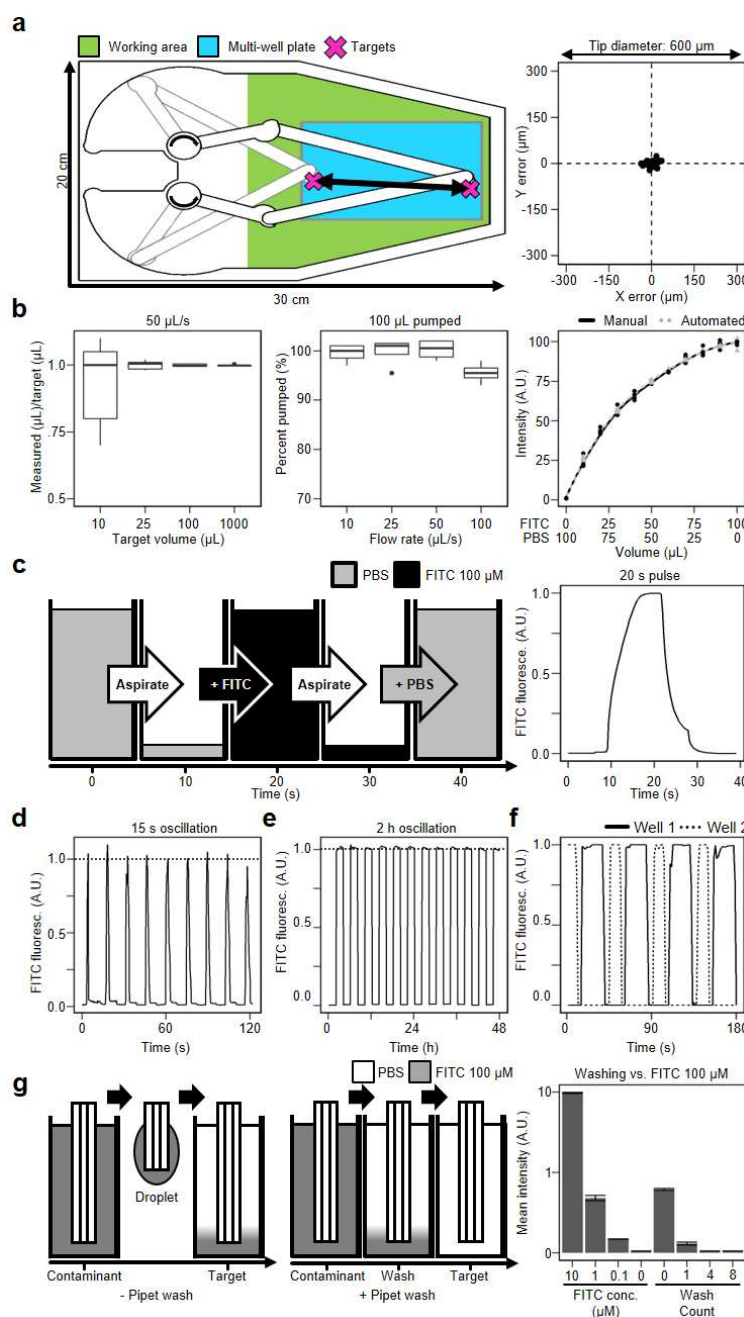 a
Working area
Multi-well plate
Targets
20 cm
30 cm
Tip diameter: 600 µm
Y error (µm)
300
150
0
-150
-300
-300 -150 0 150 300
X error (µm)
b
50 µL/s
Measured (µL)/target (µL)
1.0
0.75
0.5
10 25 100 1000
Target volume (µL)
100 µL pumped
Percent pumped (%)
100
90
80
70
10 25 50 100
Flow rate (µL/s)
Manual Automated
Intensity (A.U.)
100
75
50
25
0
FITC 0 25 50 75 100
PBS 100 75 50 25 0
Volume (µL)
c
PBS
FITC 100 µM
Aspirate
+ FITC
Aspirate
+ PBS
0 10 20 30 40
Time (s)
20 s pulse
FITC fluoresce. (A.U.)
1.0
0.5
0.0
0 10 20 30 40
Time (s)
d
15 s oscillation
FITC fluoresc. (A.U.)
1.0
0.5
0.0
0 60 120
Time (s)
e
2 h oscillation
FITC fluoresc. (A.U.)
1.0
0.5
0.0
0 24 48
Time (h)
f
Well 1 Well 2
FITC fluoresc. (A.U.)
1.0
0.5
0.0
0 90 180
Time (s)
g
PBS
FITC 100 µM
Droplet
Contaminant Target
- Pipet wash
Contaminant Wash Target
+ Pipet wash
Washing vs. FITC 100 µM
Mean intensity (A.U.)
10
1
0
10 1 0.1 0 0 1 4 8
FITC conc. Wash
(µM) Count